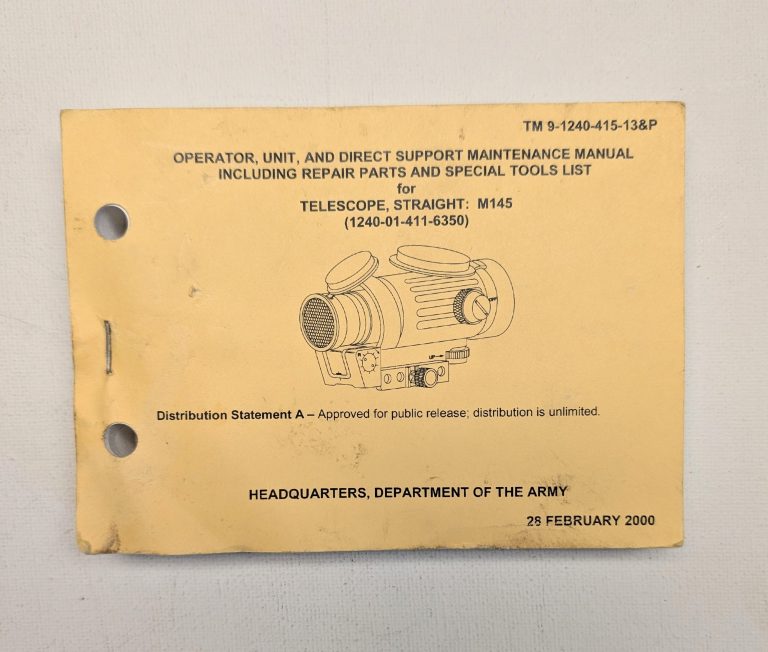 TM 9-1240-415-13&P
OPERATOR, UNIT, AND DIRECT SUPPORT MAINTENANCE MANUAL
INCLUDING REPAIR PARTS AND SPECIAL TOOLS LIST
for
TELESCOPE, STRAIGHT: M145
(1240-01-411-6350)
UP
Distribution Statement A – Approved for public release; distribution is unlimited.
HEADQUARTERS, DEPARTMENT OF THE ARMY
28 FEBRUARY 2000